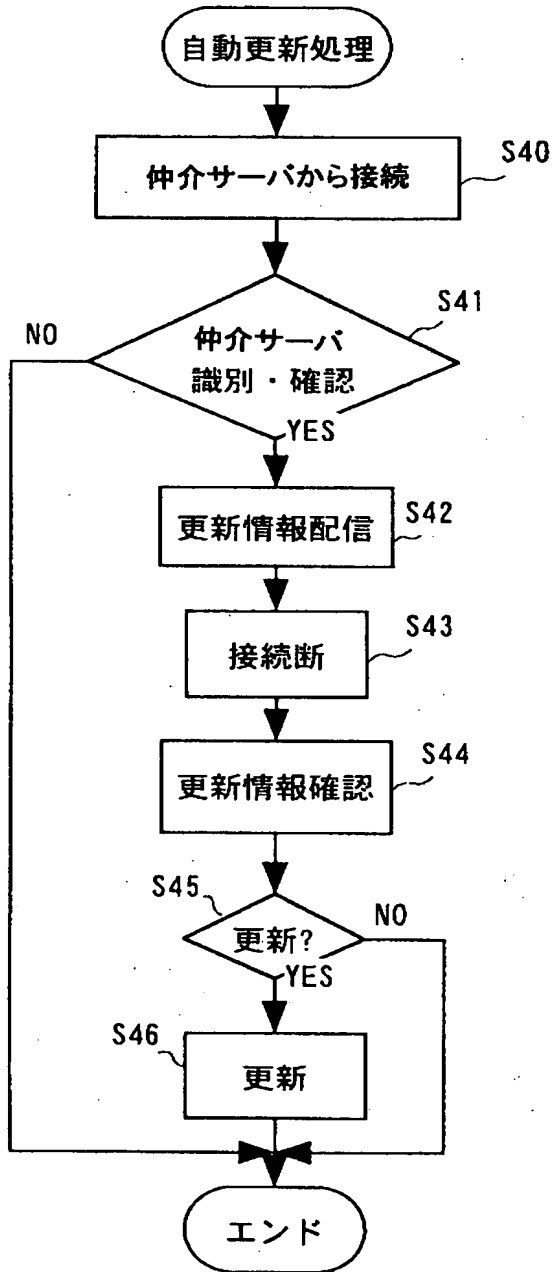 自動更新処理
仲介サーバから接続
S40
仲介サーバ
識別・確認
S41
NO
YES
更新情報配信
S42
接続断
S43
更新情報確認
S44
S45
更新?
NO
YES
S46
更新
エンド